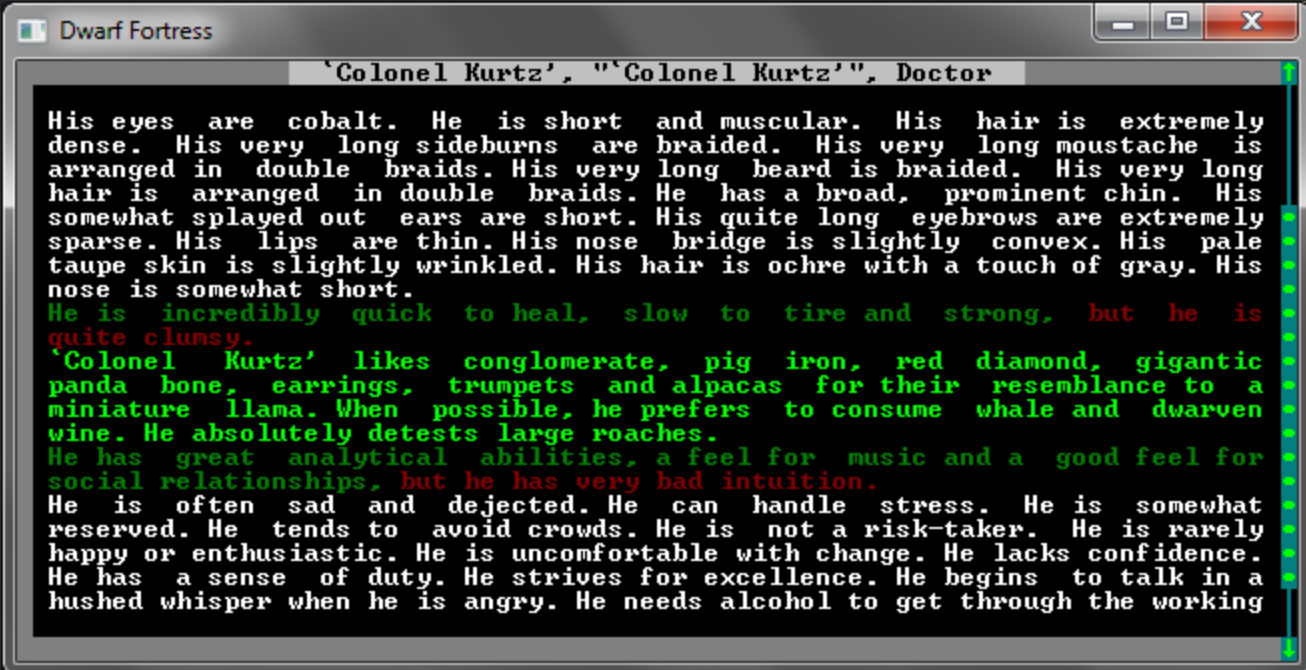 Dwarf Fortress
`Colonel Kurtz', "`Colonel Kurtz'", Doctor
His eyes are cobalt. He is short and muscular. His hair is extremely
dense. His very long sideburns are braided. His very long moustache is
arranged in double braids. His very long beard is braided. His very long
hair is arranged in double braids. He has a broad, prominent chin. His
somewhat splayed out ears are short. His quite long eyebrows are extremely
sparse. His lips are thin. His nose bridge is slightly convex. His pale
taupe skin is slightly wrinkled. His hair is ochre with a touch of gray. His
nose is somewhat short.
He is incredibly quick to heal, slow to tire and strong, but he is
quite clumsy.
`Colonel Kurtz' likes conglomerate, pig iron, red diamond, gigantic
panda bone, earrings, trumpets and alpacas for their resemblance to a
miniature llama. When possible, he prefers to consume whale and dwarven
wine. He absolutely detests large roaches.
He has great analytical abilities, a feel for music and a good feel for
social relationships, but he has very bad intuition.
He is often sad and dejected. He can handle stress. He is somewhat
reserved. He tends to avoid crowds. He is not a risk-taker. He is rarely
happy or enthusiastic. He is uncomfortable with change. He lacks confidence.
He has a sense of duty. He strives for excellence. He begins to talk in a
hushed whisper when he is angry. He needs alcohol to get through the working